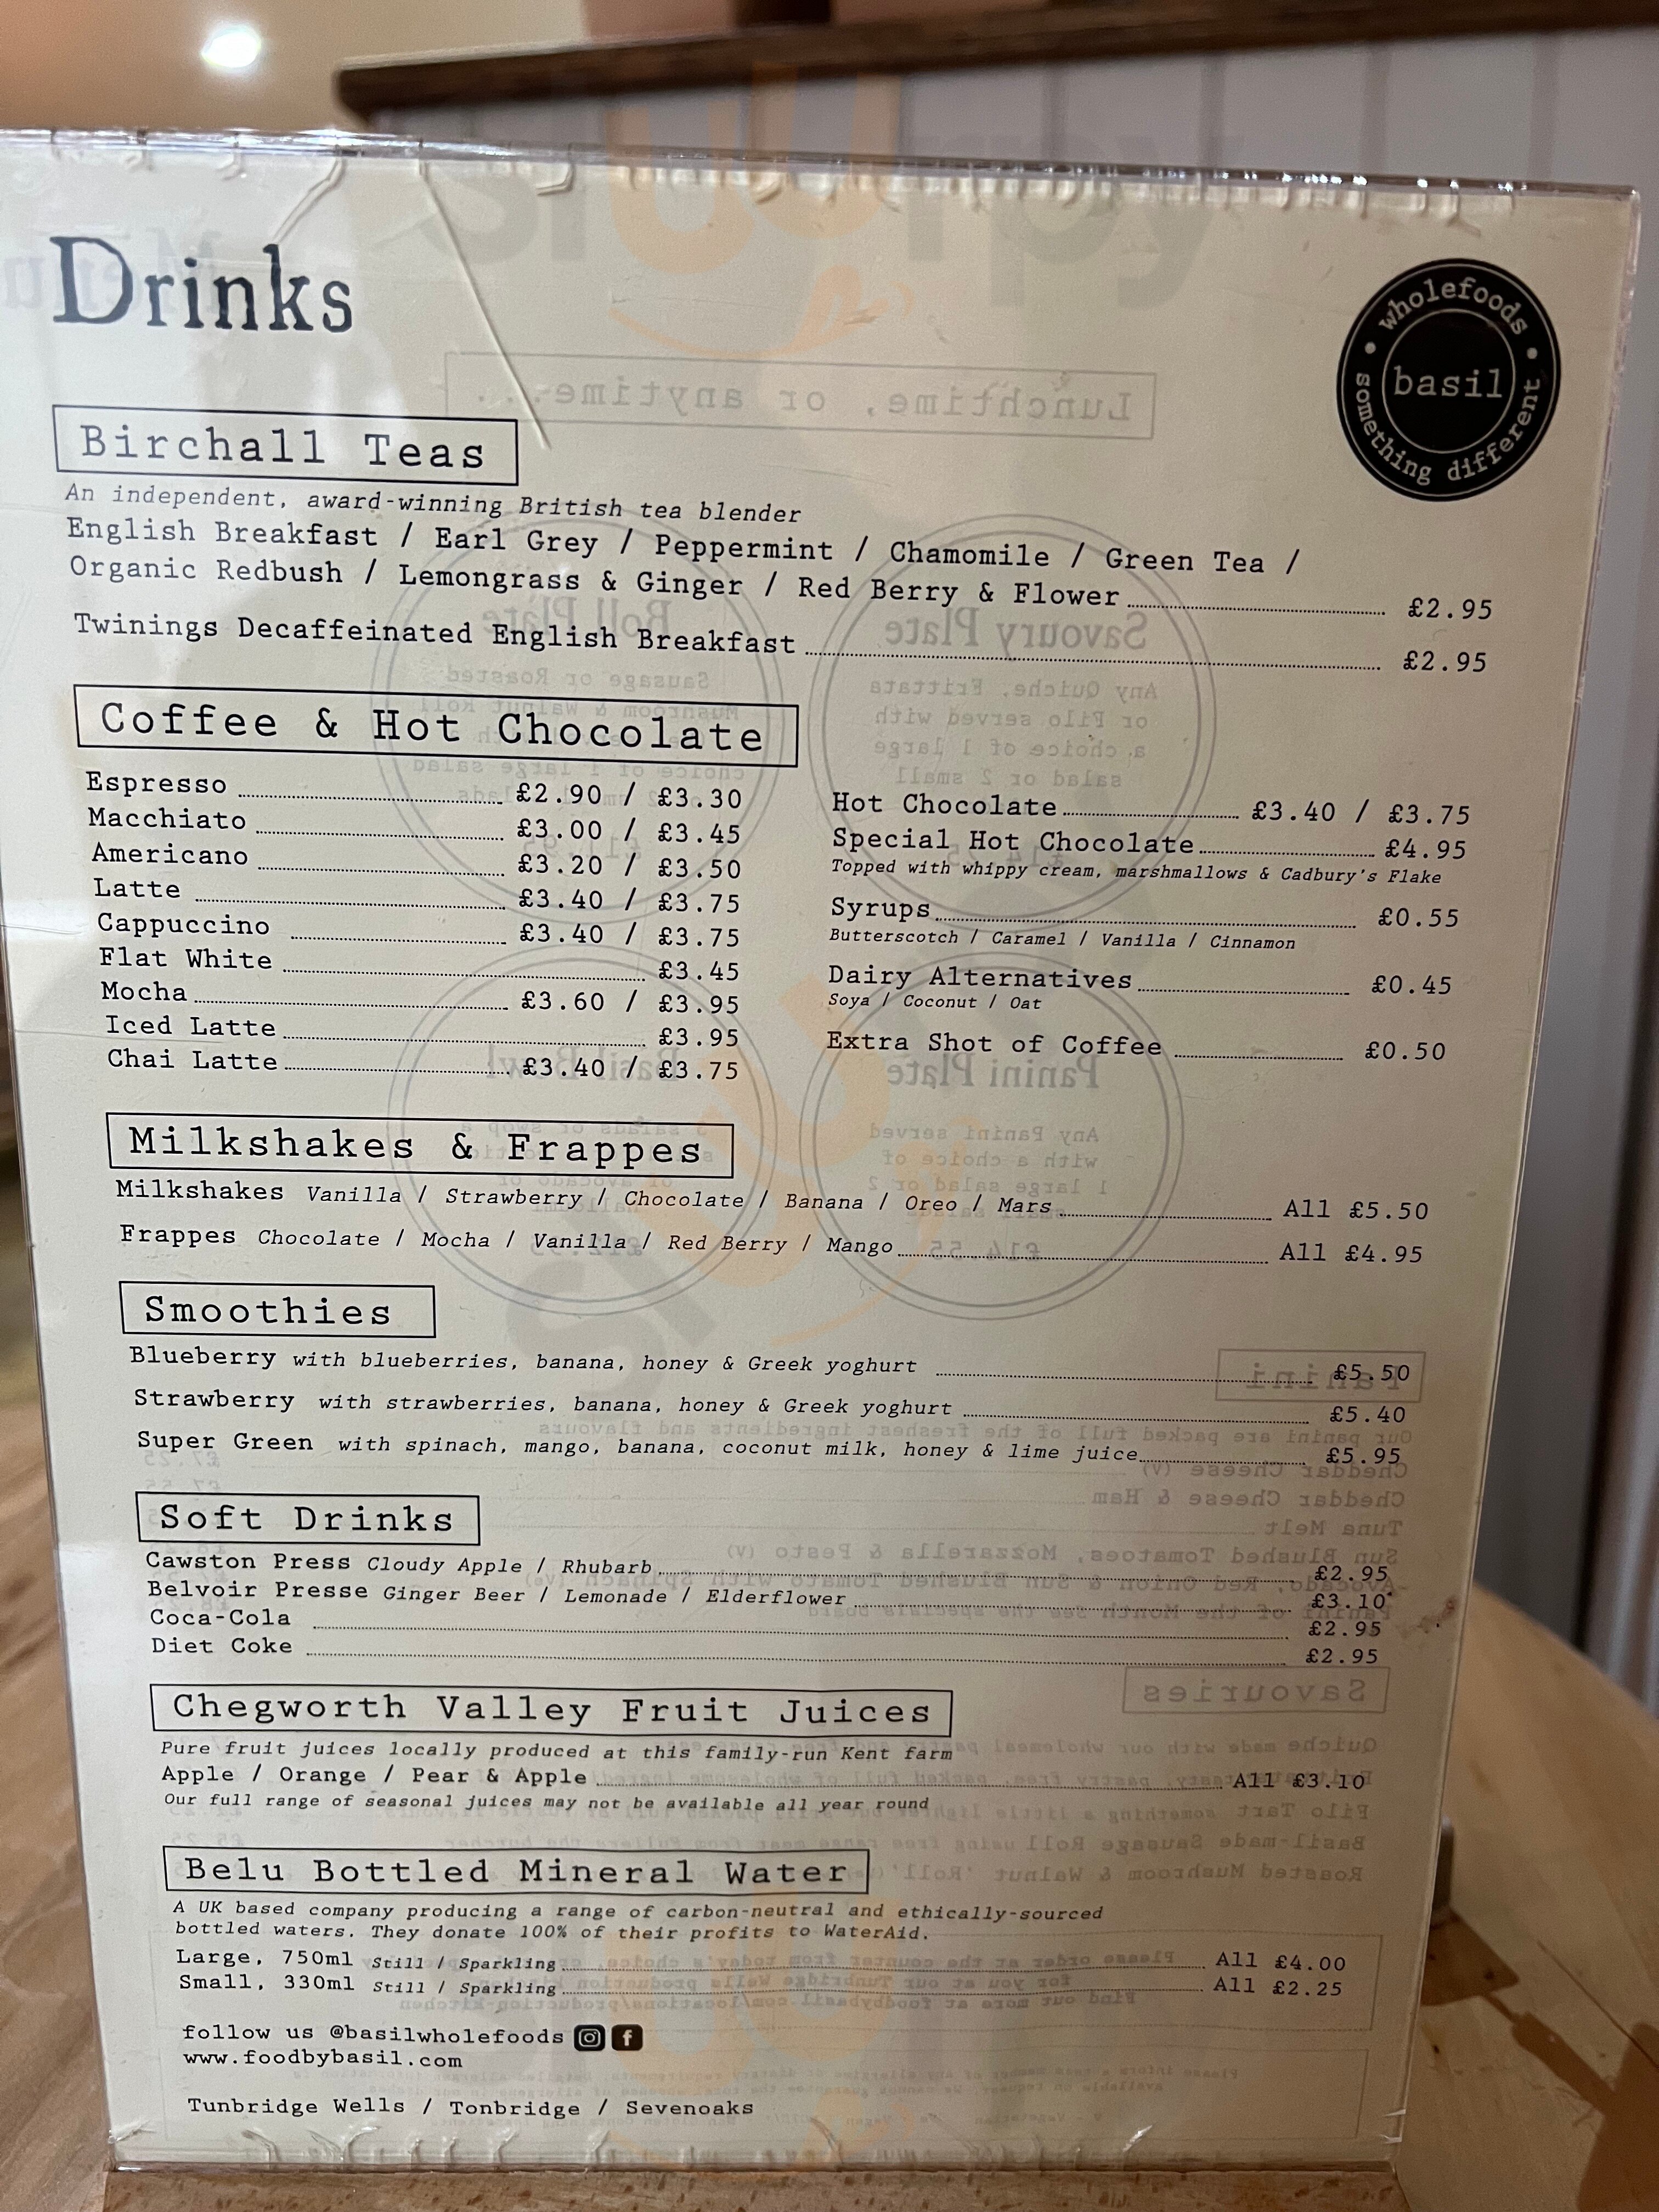 Drinks
wholefoods
basil
something different
Birchall Teas
An independent, award-winning British tea blender
English Breakfast / Earl Grey / Peppermint / Chamomile / Green Tea /
Organic Redbush / Lemongrass & Ginger / Red Berry & Flower £2.95
Twinings Decaffeinated English Breakfast £2.95
Coffee & Hot Chocolate
Espresso £2.90 / £3.30
Macchiato £3.00 / £3.45
Americano £3.20 / £3.50
Latte £3.40 / £3.75
Cappuccino £3.40 / £3.75
Flat White £3.45
Mocha £3.60 / £3.95
Iced Latte £3.95
Chai Latte £3.40 / £3.75
Hot Chocolate £3.40 / £3.75
Special Hot Chocolate £4.95
Topped with whippy cream, marshmallows & Cadbury's Flake
Syrups £0.55
Butterscotch / Caramel / Vanilla / Cinnamon
Dairy Alternatives £0.45
Soya / Coconut / Oat
Extra Shot of Coffee £0.50
Milkshakes & Frappes
Milkshakes Vanilla / Strawberry / Chocolate / Banana / Oreo / Mars All £5.50
Frappes Chocolate / Mocha / Vanilla / Red Berry / Mango All £4.95
Smoothies
Blueberry with blueberries, banana, honey & Greek yoghurt £5.50
Strawberry with strawberries, banana, honey & Greek yoghurt £5.40
Super Green with spinach, mango, banana, coconut milk, honey & lime juice £5.95
Soft Drinks
Cawston Press Cloudy Apple / Rhubarb £2.95
Belvoir Presse Ginger Beer / Lemonade / Elderflower £3.10
Coca-Cola £2.95
Diet Coke £2.95
Chegworth Valley Fruit Juices
Pure fruit juices locally produced at this family-run Kent farm
Apple / Orange / Pear & Apple All £3.10
Our full range of seasonal juices may not be available all year round
Belu Bottled Mineral Water
A UK based company producing a range of carbon-neutral and ethically-sourced
bottled waters. They donate 100% of their profits to WaterAid.
Large, 750ml Still / Sparkling All £4.00
Small, 330ml Still / Sparkling All £2.25
follow us @basilwholefoods
www.foodbybasil.com
Tunbridge Wells / Tonbridge / Sevenoaks